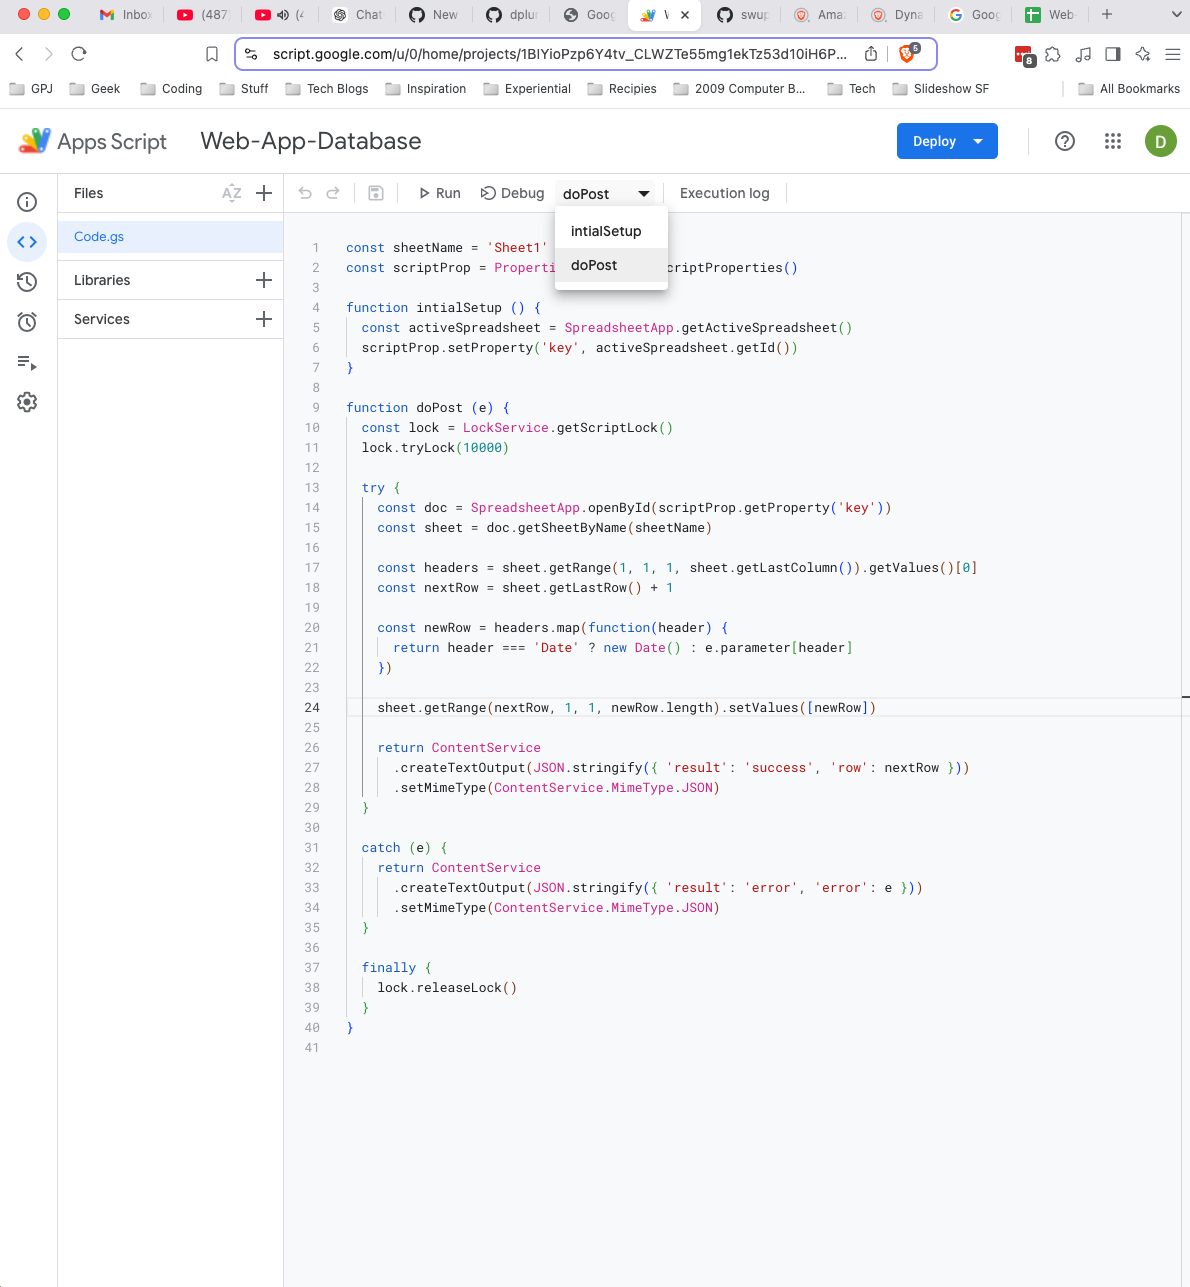 Inbo
(487
(4
Chat
New
dplu
Goo
swup
Ama
Dyna
Goog
Web
script.google.com/u/0/home/projects/1BIYioPzp6Y4tv_CLWZTe55mg1ekTz53d10iH6P...
5
8
GPJ
Geek
Coding
Stuff
Tech Blogs
Inspiration
Experiential
Recipies
2009 Computer B...
Tech
Slideshow SF
All Bookmarks
Apps Script
Web-App-Database
Deploy
D
Files
AZ
Run
Debug
doPost
Execution log
Code.gs
Libraries
Services
intialSetup
doPost
1 const sheetName = 'Sheet1'
2 const scriptProp = Properti criptProperties()
3
4 function intialSetup () {
5 const activeSpreadsheet = SpreadsheetApp.getActiveSpreadsheet()
6 scriptProp.setProperty('key', activeSpreadsheet.getId())
7 }
8
9 function doPost (e) {
10 const lock = LockService.getScriptLock()
11 lock.tryLock(10000)
12
13 try {
14 const doc = SpreadsheetApp.openById(scriptProp.getProperty('key'))
15 const sheet = doc.getSheetByName(sheetName)
16
17 const headers = sheet.getRange(1, 1, 1, sheet.getLastColumn()).getValues()[0]
18 const nextRow = sheet.getLastRow() + 1
19
20 const newRow = headers.map(function(header) {
21 return header === 'Date' ? new Date() : e.parameter[header]
22 })
23
24 sheet.getRange(nextRow, 1, 1, newRow.length).setValues([newRow])
25
26 return ContentService
27 .createTextOutput(JSON.stringify({ 'result': 'success', 'row': nextRow }))
28 .setMimeType(ContentService.MimeType.JSON)
29 }
30
31 catch (e) {
32 return ContentService
33 .createTextOutput(JSON.stringify({ 'result': 'error', 'error': e }))
34 .setMimeType(ContentService.MimeType.JSON)
35 }
36
37 finally {
38 lock.releaseLock()
39 }
40 }
41